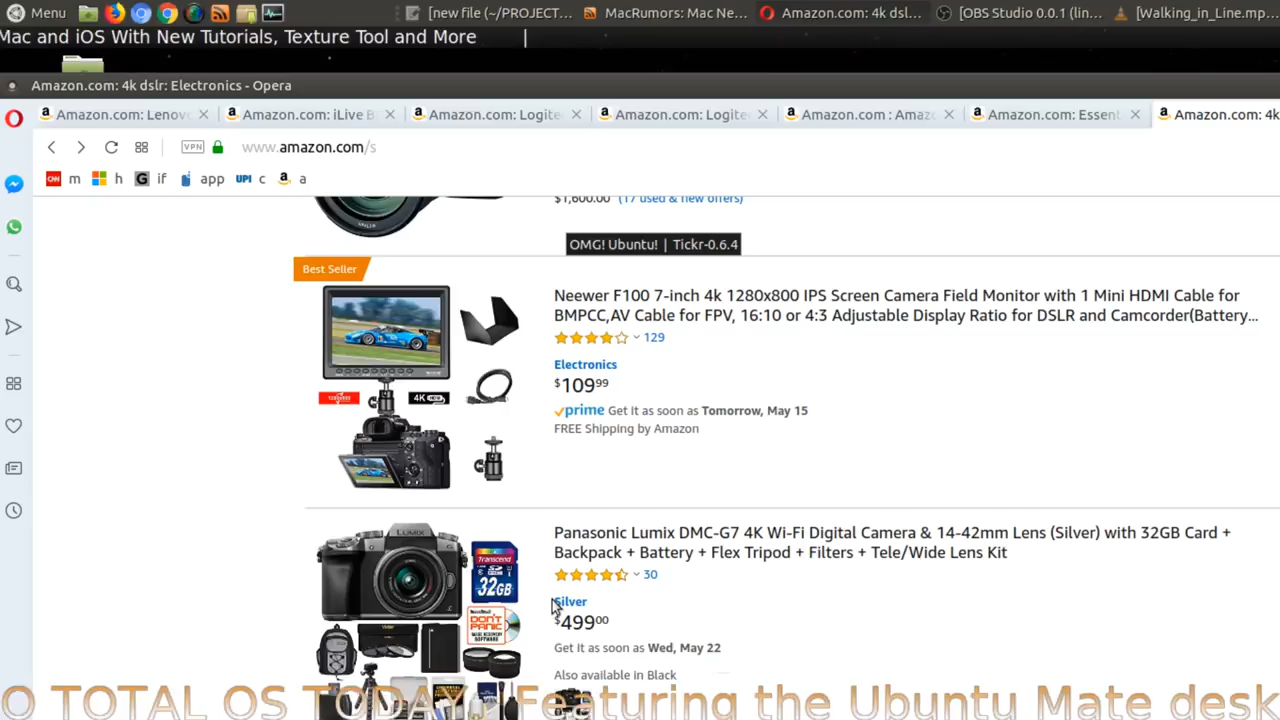 Menu
[new file (~/PROJECT...
MacRumors: Mac Ne...
Amazon.com: 4k dsl...
[OBS Studio 0.0.1 (lin...
[Walking_in_Line.mp...
Mac and iOS With New Tutorials, Texture Tool and More
Amazon.com: 4k dslr: Electronics - Opera
Amazon.com: Lenov
Amazon.com: iLive B
Amazon.com: Logite
Amazon.com: Logite
Amazon.com : Amaz
Amazon.com: Essent
Amazon.com: 4k
VPN
www.amazon.com/s
CNN m
h
G if
app
UPI c
a
$1,600.00 (17 used & new offers)
OMG! Ubuntu! | Tickr-0.6.4
Best Seller
Neewer F100 7-inch 4k 1280x800 IPS Screen Camera Field Monitor with 1 Mini HDMI Cable for
BMPCC,AV Cable for FPV, 16:10 or 4:3 Adjustable Display Ratio for DSLR and Camcorder(Battery...
129
Electronics
$109 99
prime Get it as soon as Tomorrow, May 15
FREE Shipping by Amazon
4K
Panasonic Lumix DMC-G7 4K Wi-Fi Digital Camera & 14-42mm Lens (Silver) with 32GB Card +
Backpack + Battery + Flex Tripod + Filters + Tele/Wide Lens Kit
30
Silver
$499 00
Get it as soon as Wed, May 22
Also available in Black
LUMIX
Transcend
32GB
DON'T
PANIC
O TOTAL OS TODAY. !Featuring the Ubuntu Mate desk